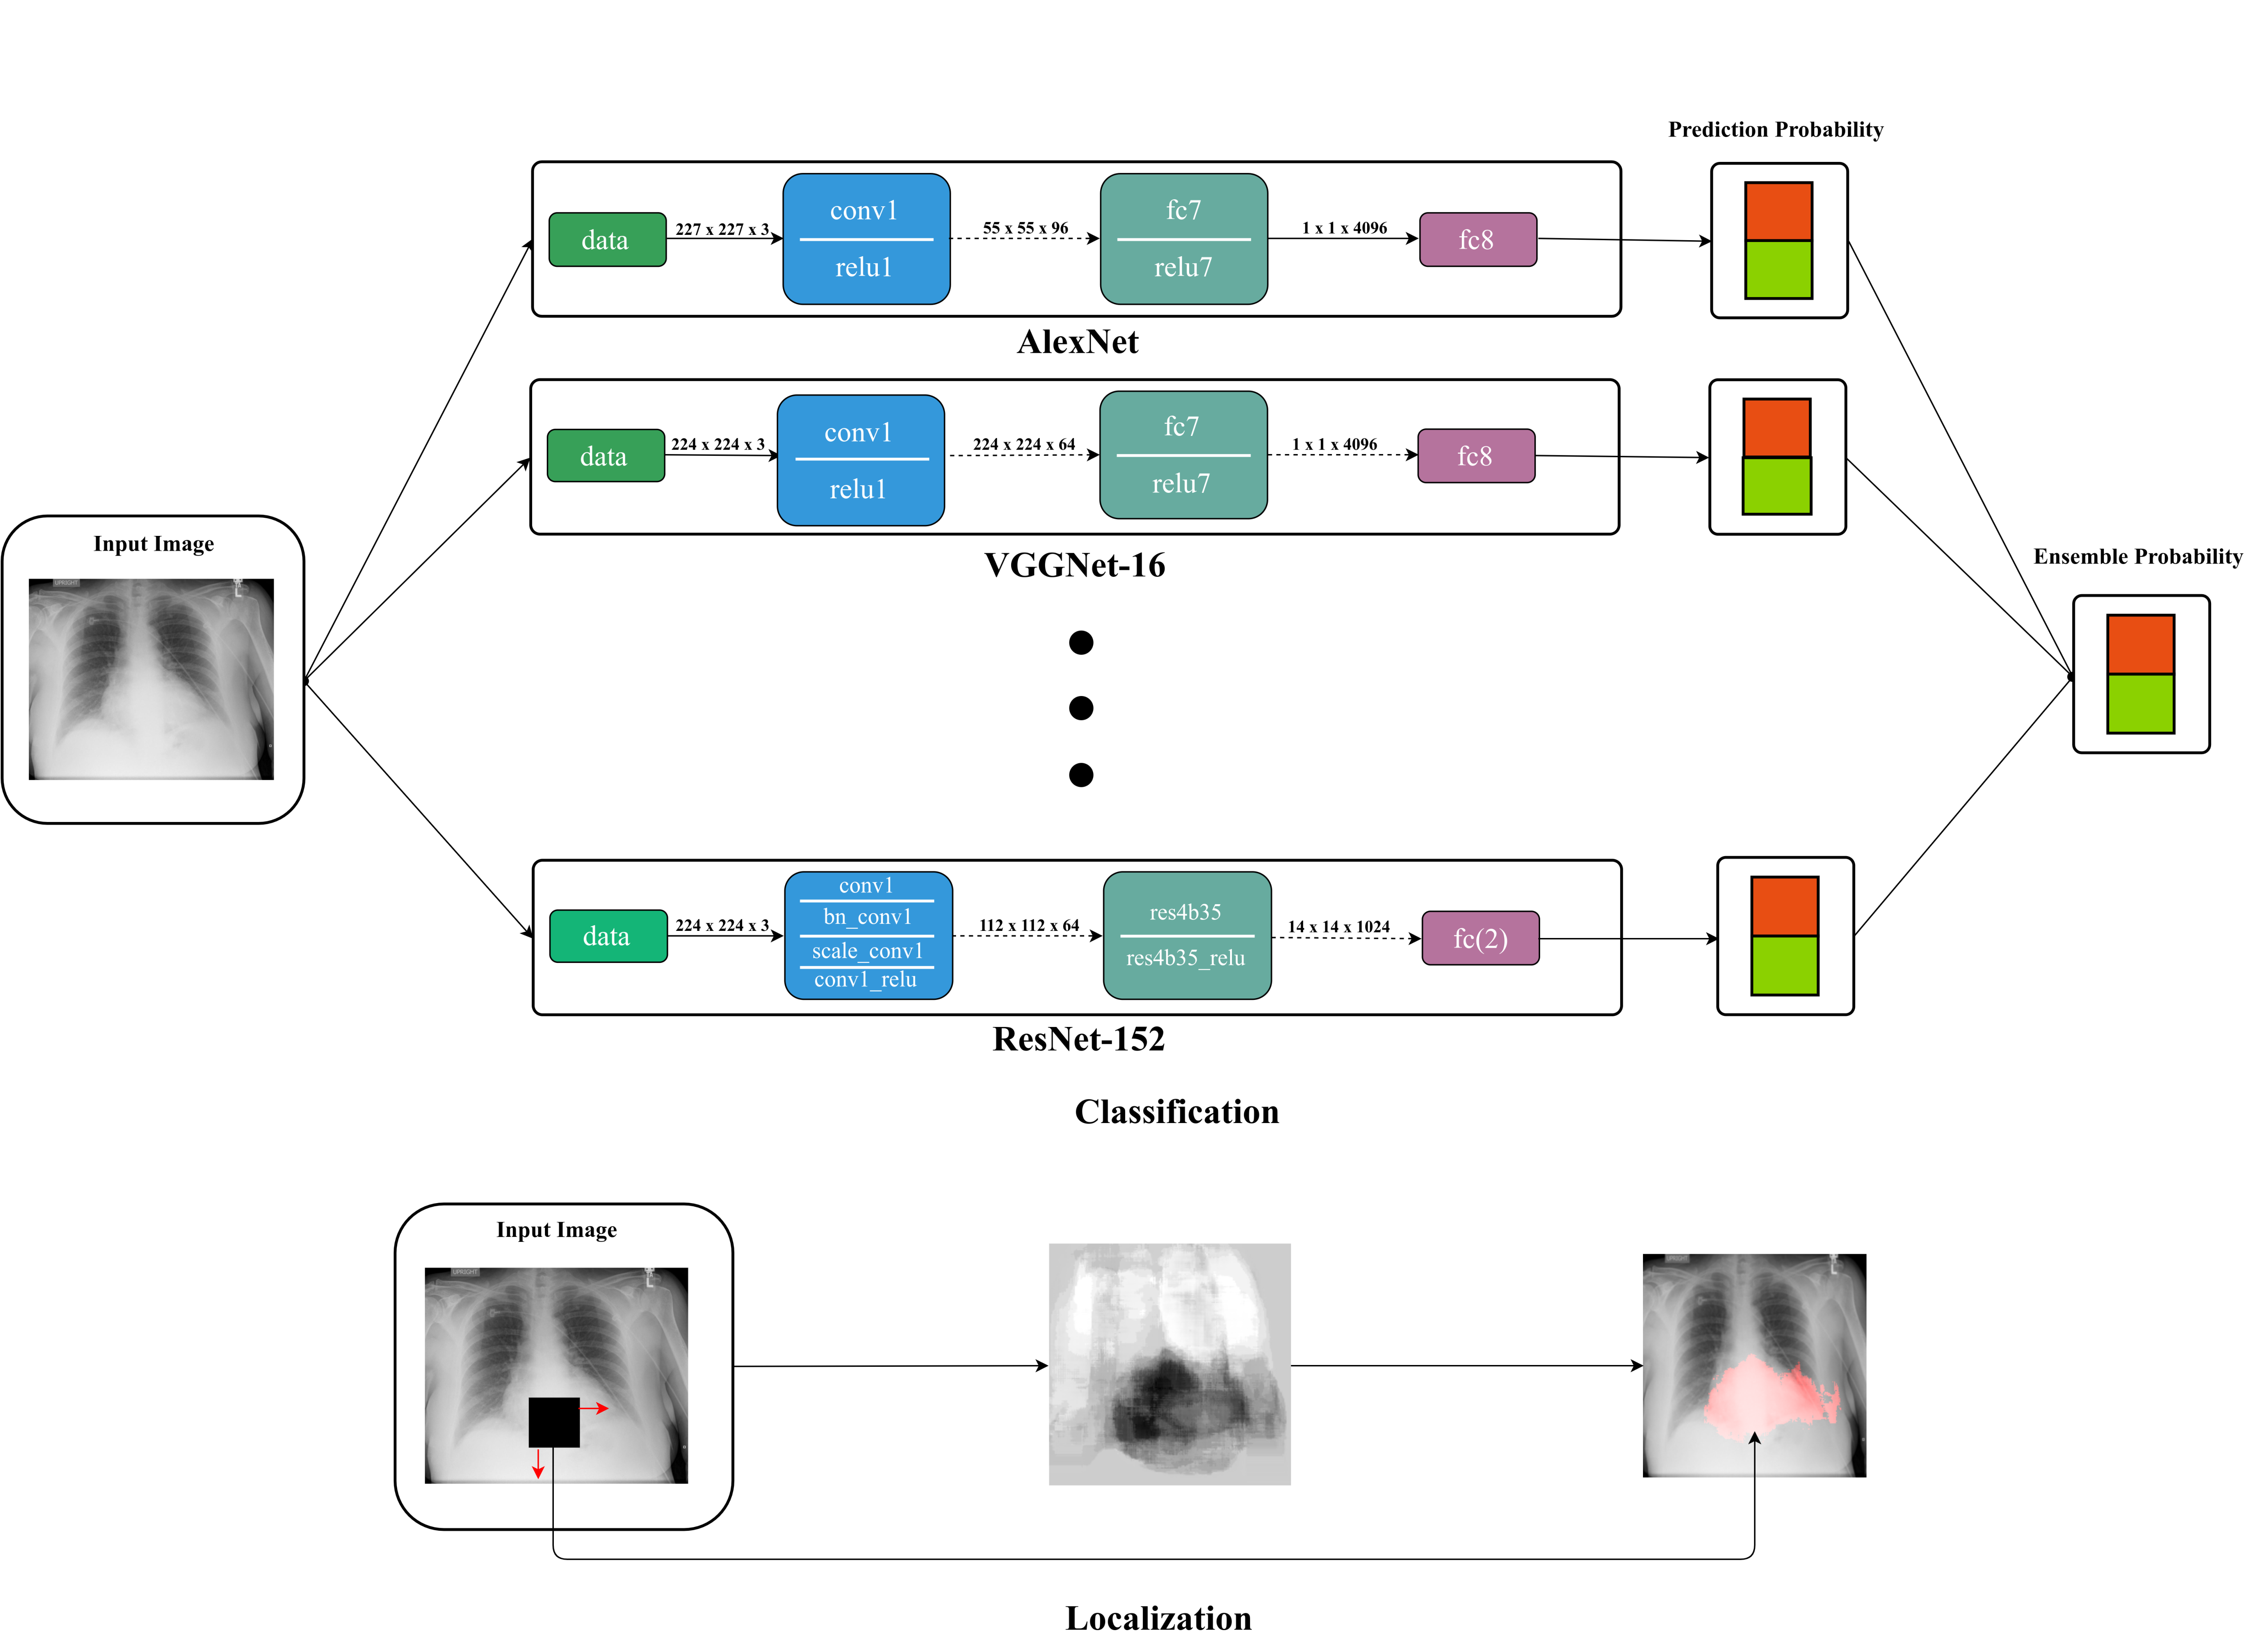 Prediction Probability
data
227 x 227 x 3
conv1
relu1
55 x 55 x 96
fc7
relu7
1 x 1 x 4096
fc8
AlexNet
data
224 x 224 x 3
conv1
relu1
224 x 224 x 64
fc7
relu7
1 x 1 x 4096
fc8
VGGNet-16
Input Image
UPRIGHT
L
Ensemble Probability
data
224 x 224 x 3
conv1
bn_conv1
scale_conv1
conv1_relu
112 x 112 x 64
res4b35
res4b35_relu
14 x 14 x 1024
fc(2)
ResNet-152
Classification
Input Image
UPRIGHT
L
UPRIGHT
L
Localization